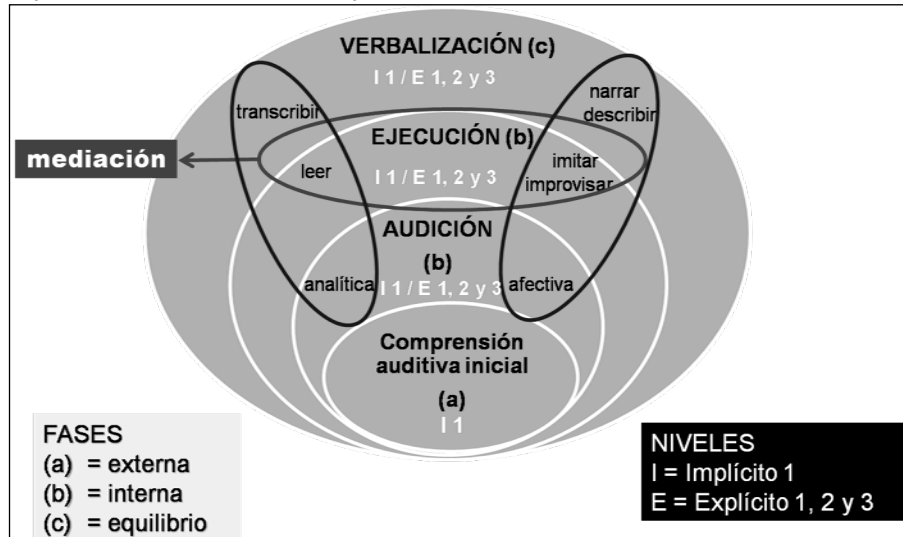 VERBALIZACIÓN (c)
I 1 / E 1, 2 y 3
narrar
describir
transcribir
EJECUCIÓN (b)
mediación
leer
imitar
improvisar
I 1 / E 1, 2 y 3
AUDICIÓN
(b)
analítica
I 1 / E 1, 2 y 3
afectiva
Comprensión
auditiva inicial
(a)
I 1
FASES
(a) = externa
(b) = interna
(c) = equilibrio
NIVELES
I = Implícito 1
E = Explícito 1, 2 y 3